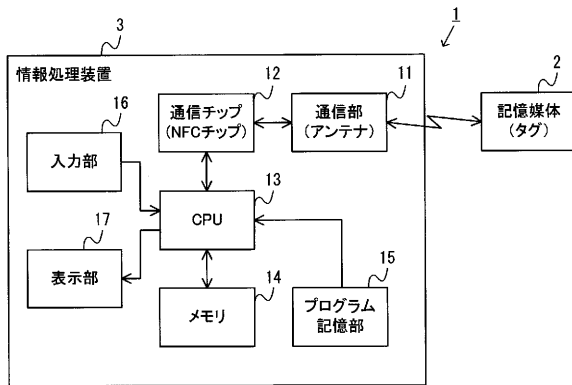 3
1
情報処理装置
12
11
2
通信チップ
(NFCチップ)
通信部
(アンテナ)
記憶媒体
(タグ)
16
入力部
13
CPU
17
表示部
14
メモリ
15
プログラム
記憶部